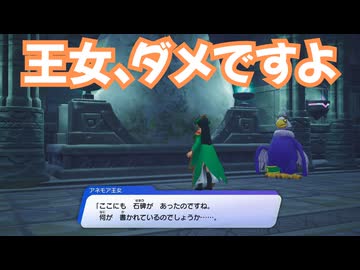 王女､ダメですよ
アネモア王女
「ここにも 石碑が あったのですね。
何が 書かれているのでしょうか……。